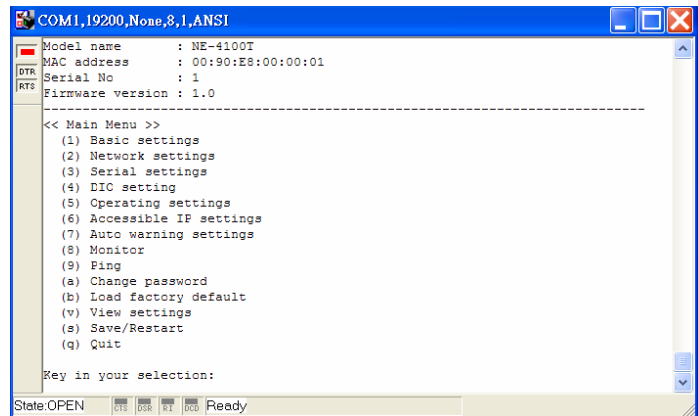 COM1,19200,None,8,1,ANSI
DTR
RTS
Model name : NE-4100T
MAC address : 00:90:E8:00:00:01
Serial No : 1
Firmware version : 1.0
-----------------------------------------------------------------------------
<< Main Menu >>
(1) Basic settings
(2) Network settings
(3) Serial settings
(4) DIC setting
(5) Operating settings
(6) Accessible IP settings
(7) Auto warning settings
(8) Monitor
(9) Ping
(a) Change password
(b) Load factory default
(v) View settings
(s) Save/Restart
(q) Quit
Key in your selection:
State:OPEN CTS DSR RI DCD Ready